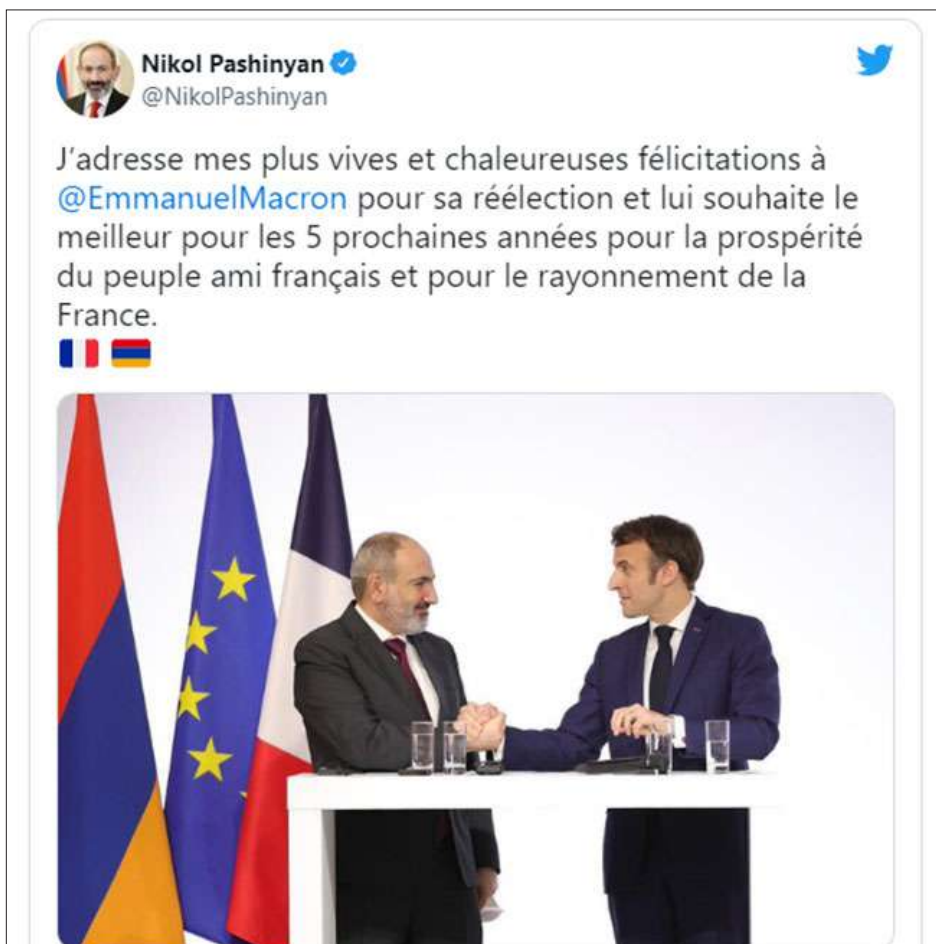 Nikol Pashinyan
@NikolPashinyan
J'adresse mes plus vives et chaleureuses félicitations à
@EmmanuelMacron pour sa réélection et lui souhaite le
meilleur pour les 5 prochaines années pour la prospérité
du peuple ami français et pour le rayonnement de la
France.